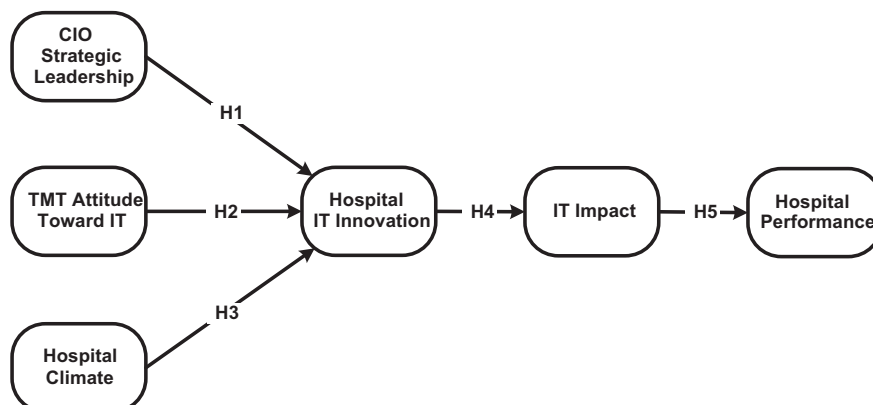 CIO
Strategic
Leadership
H1
TMT Attitude
Toward IT
H2
Hospital
IT Innovation
H4
IT Impact
H5
Hospital
Performance
H3
Hospital
Climate